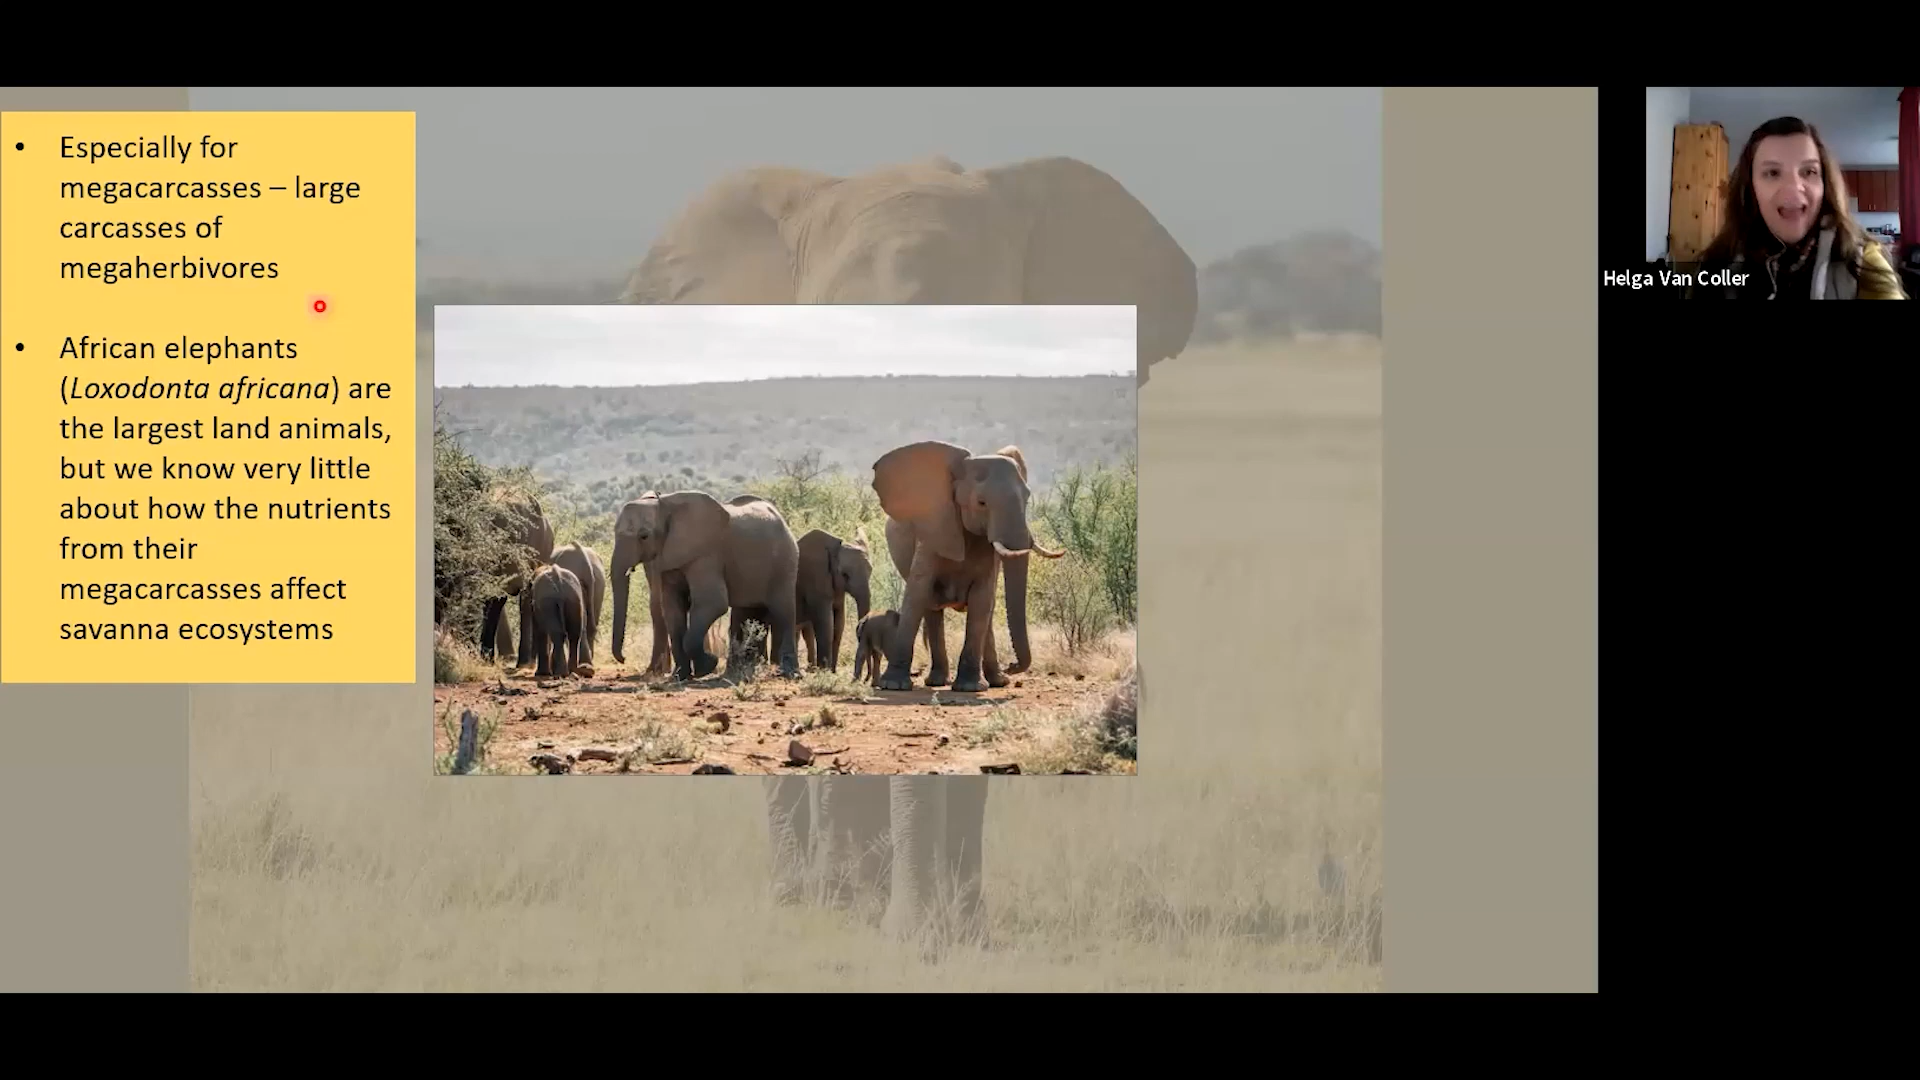 • Especially for
megacarcasses – large
carcasses of
megaherbivores
• African elephants
(Loxodonta africana) are
the largest land animals,
but we know very little
about how the nutrients
from their
megacarcasses affect
savanna ecosystems
Helga Van Coller